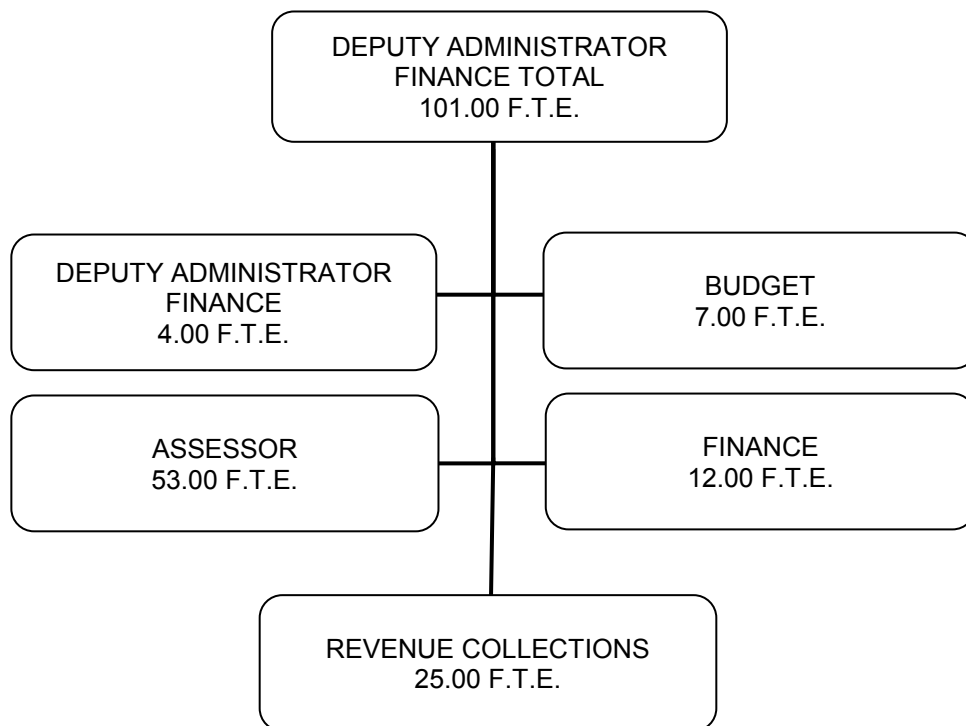 DEPUTY ADMINISTRATOR
FINANCE TOTAL
101.00 F.T.E.
DEPUTY ADMINISTRATOR
FINANCE
4.00 F.T.E.
BUDGET
7.00 F.T.E.
ASSESSOR
53.00 F.T.E.
FINANCE
12.00 F.T.E.
REVENUE COLLECTIONS
25.00 F.T.E.